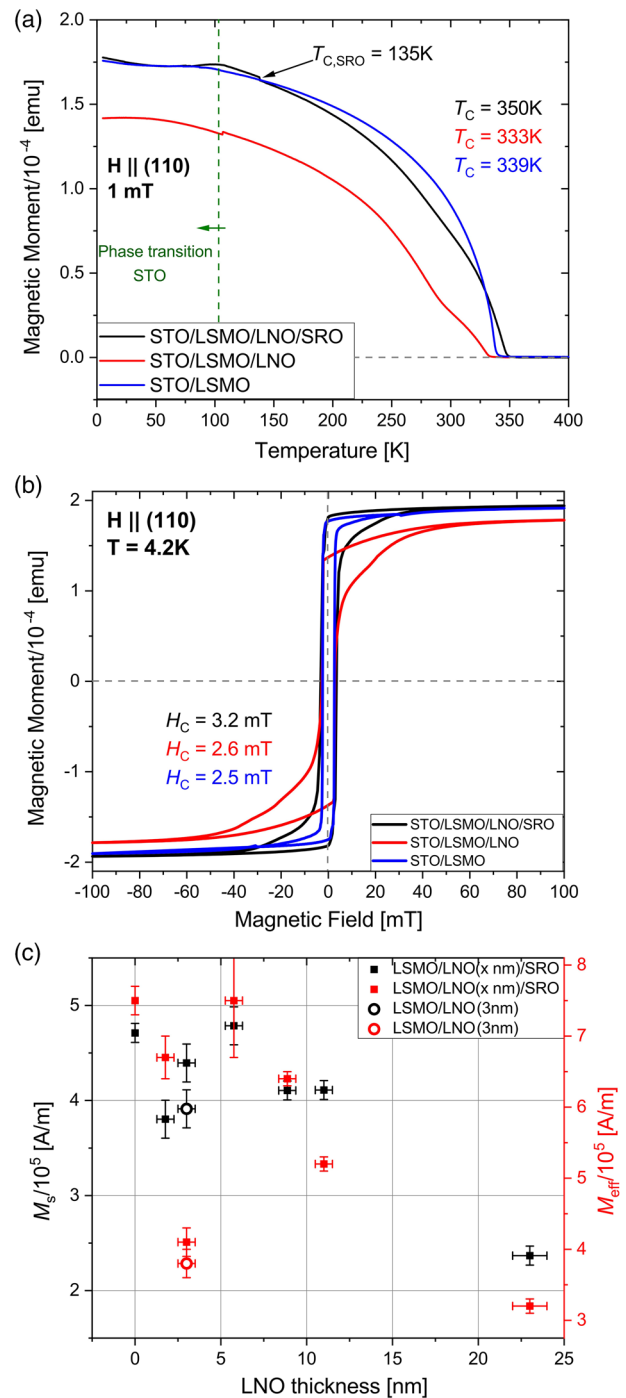 (a)
2.0
1.5
1.0
0.5
0.0
Magnetic Moment/10⁻⁴ [emu]
T_C,SRO = 135K
T_C = 350K
T_C = 333K
T_C = 339K
H || (110)
1 mT
Phase transition
STO
STO/LSMO/LNO/SRO
STO/LSMO/LNO
STO/LSMO
0 50 100 150 200 250 300 350 400
Temperature [K]
(b)
2
1
0
-1
-2
Magnetic Moment/10⁻⁴ [emu]
H || (110)
T = 4.2K
H_C = 3.2 mT
H_C = 2.6 mT
H_C = 2.5 mT
STO/LSMO/LNO/SRO
STO/LSMO/LNO
STO/LSMO
-100 -80 -60 -40 -20 0 20 40 60 80 100
Magnetic Field [mT]
(c)
5
4
3
2
M_s/10⁵ [A/m]
LSMO/LNO(x nm)/SRO
LSMO/LNO(x nm)/SRO
LSMO/LNO(3nm)
LSMO/LNO(3nm)
8
7
6
5
4
3
M_eff/10⁵ [A/m]
0 5 10 15 20 25
LNO thickness [nm]